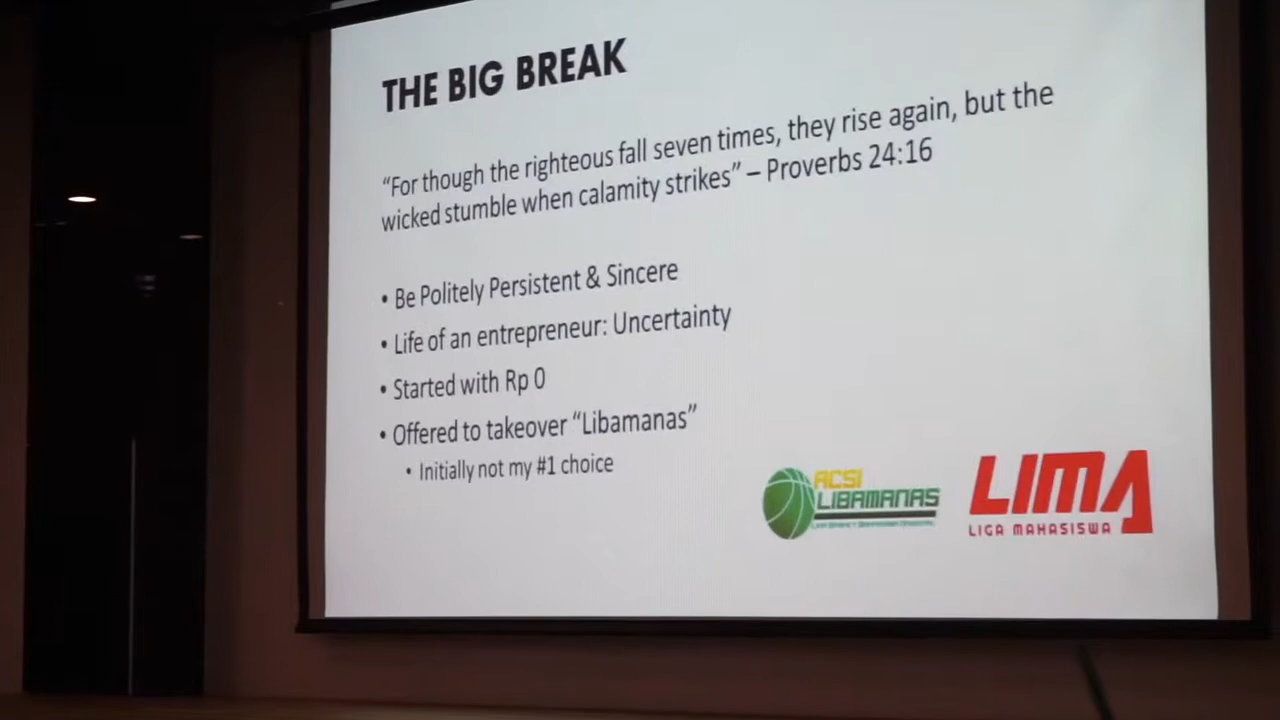 THE BIG BREAK
“For though the righteous fall seven times, they rise again, but the
wicked stumble when calamity strikes” – Proverbs 24:16
• Be Politely Persistent & Sincere
• Life of an entrepreneur: Uncertainty
• Started with Rp 0
• Offered to takeover “Libamanas”
• Initially not my #1 choice
ACSI
LIBAMANAS
LIMA
LIGA MAHASISWA